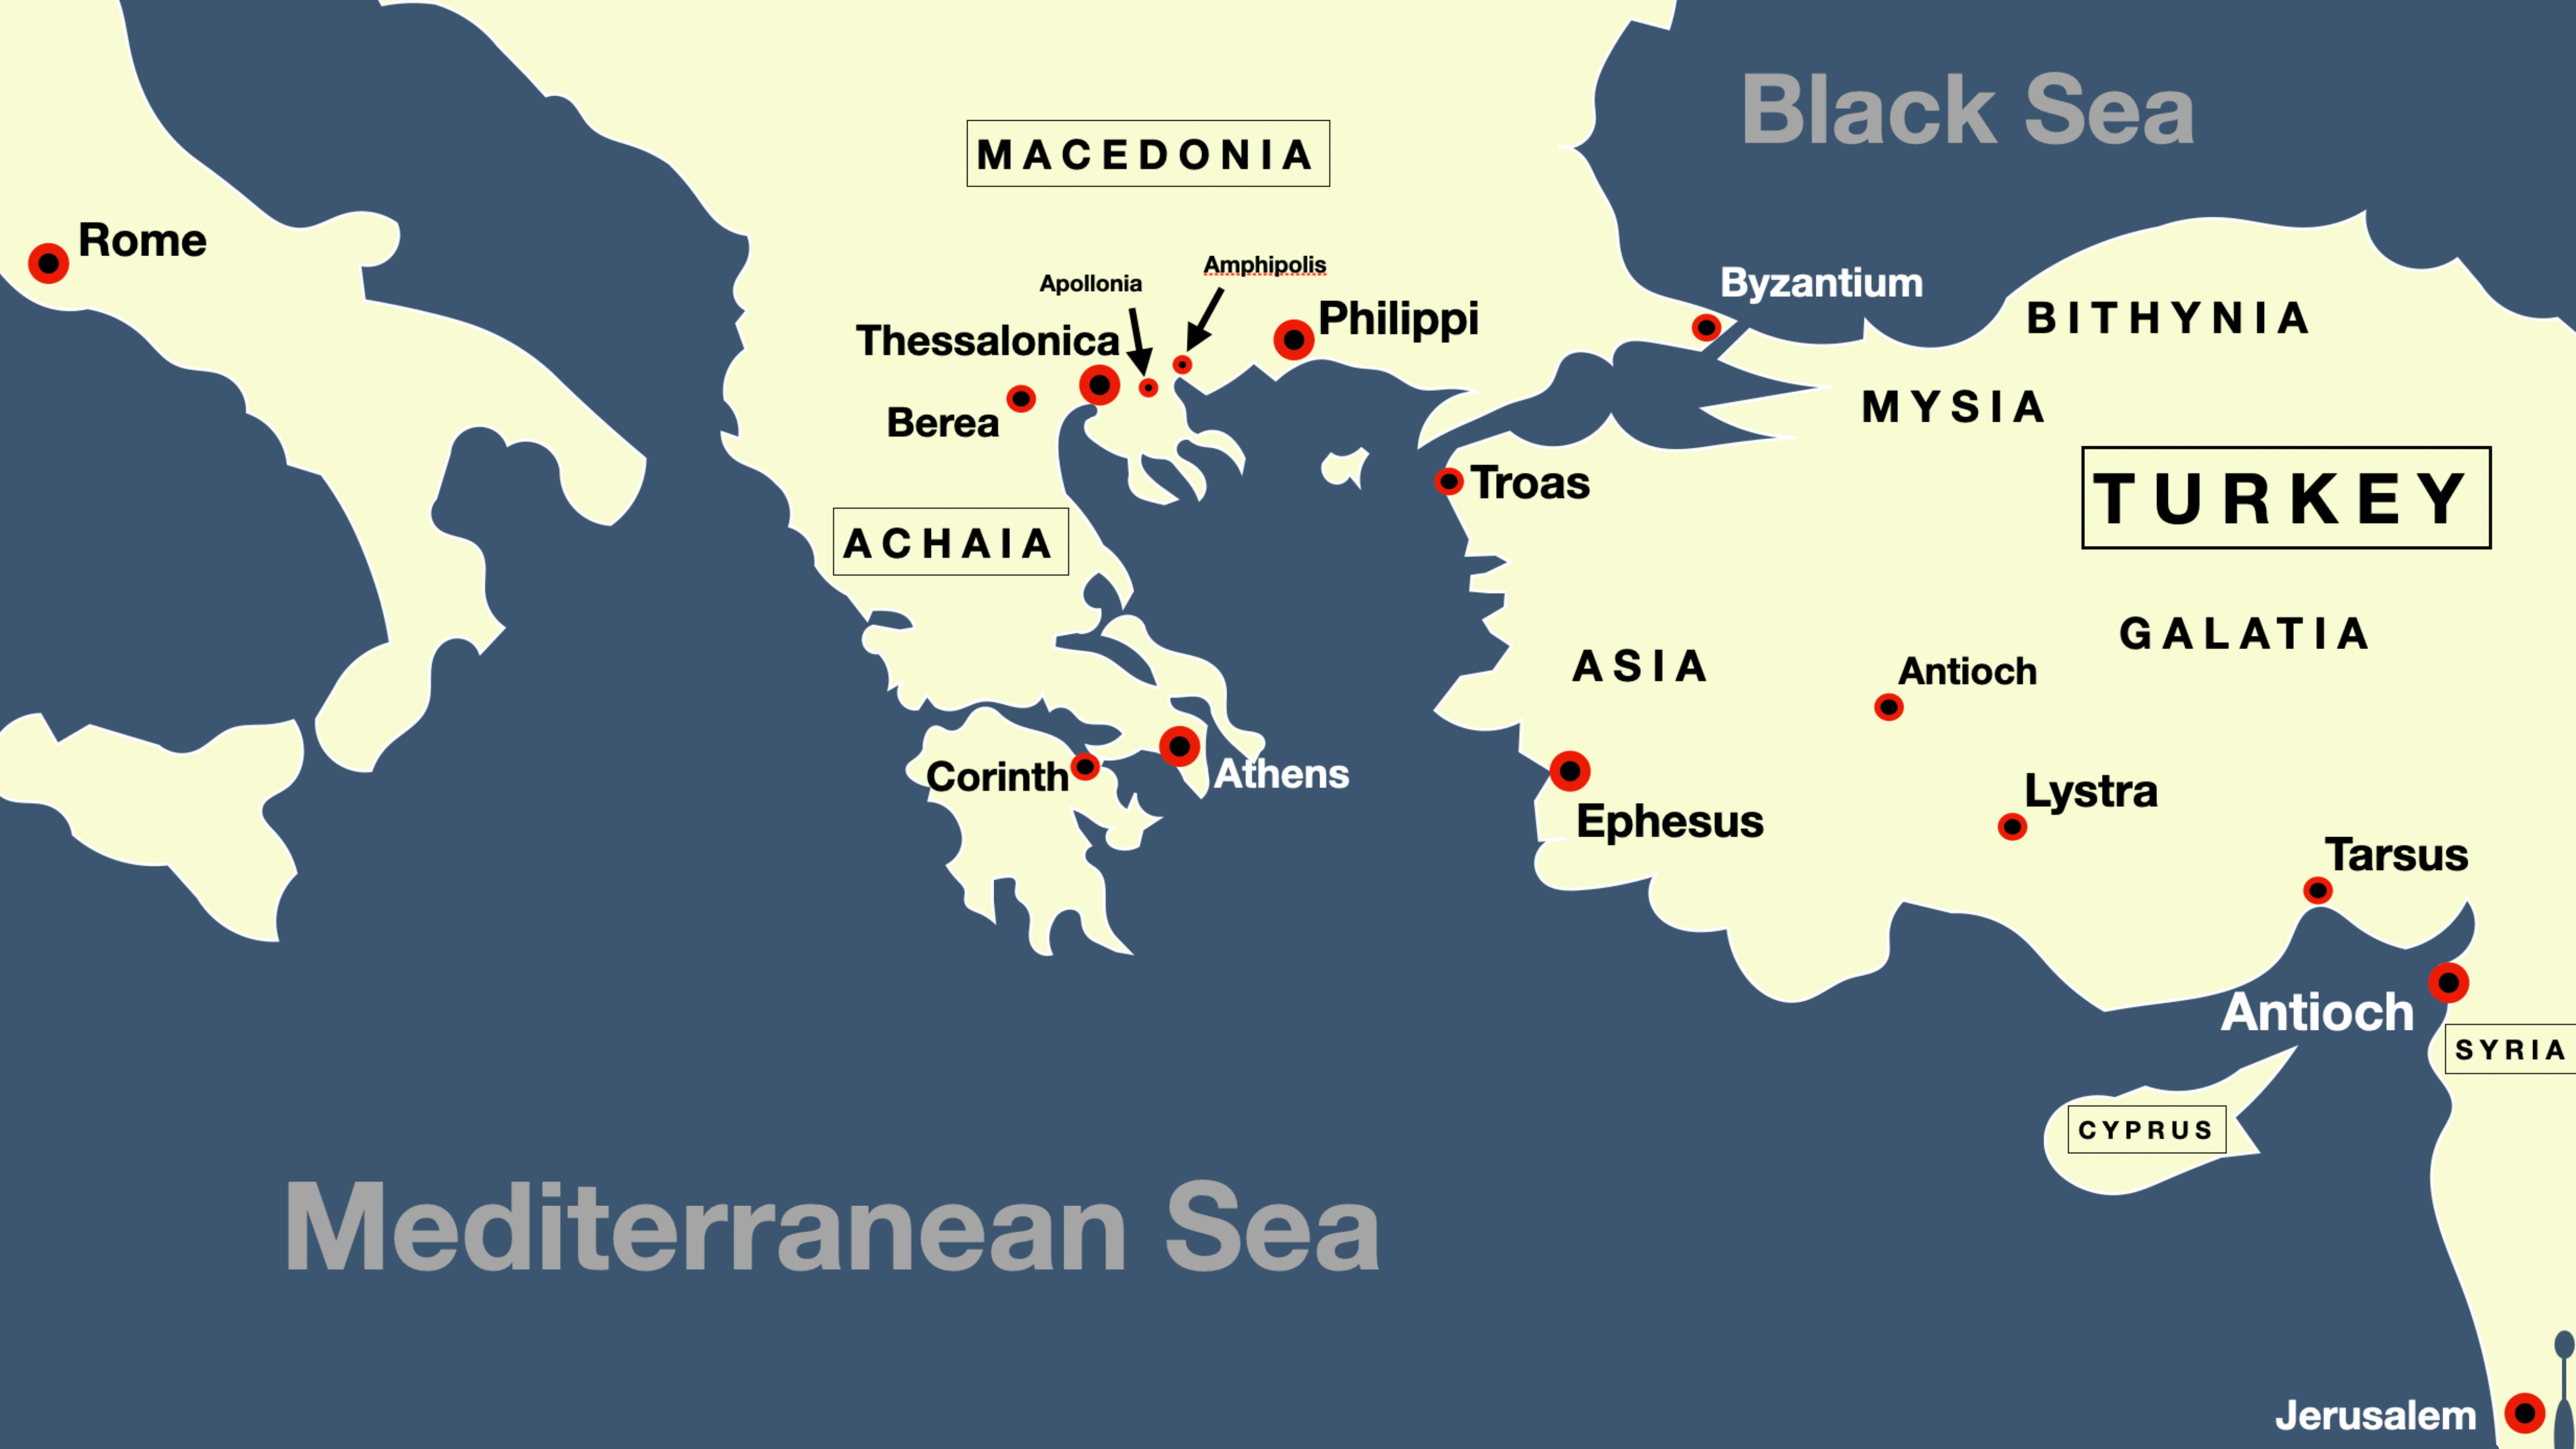 Black Sea
MACEDONIA
Rome
Amphipolis
Apollonia
Byzantium
Philippi
BITHYNIA
Thessalonica
MYSIA
Berea
Troas
TURKEY
ACHAIA
GALATIA
ASIA
Antioch
Corinth
Athens
Lystra
Ephesus
Tarsus
Antioch
SYRIA
CYPRUS
Mediterranean Sea
Jerusalem